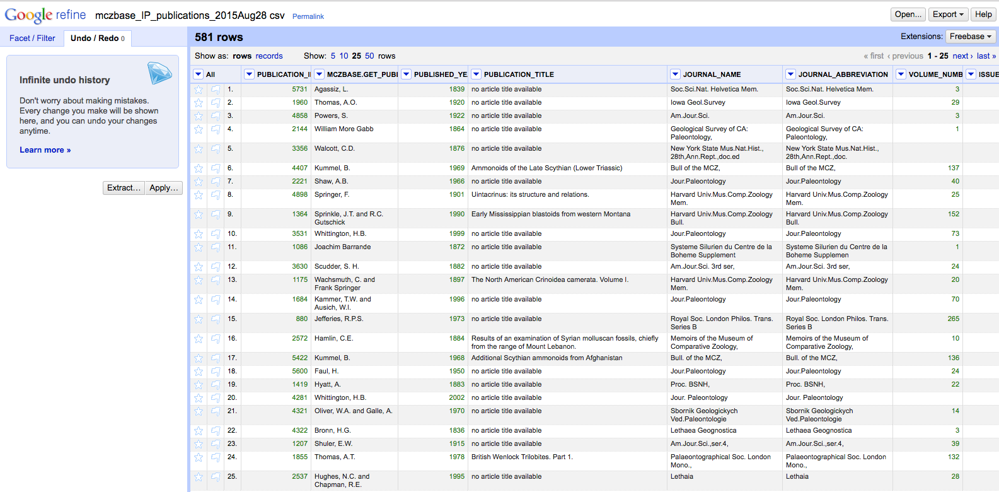 Google refine mczbase_IP_publications_2015Aug28 csv Permalink Open... Export Help
Facet / Filter Undo / Redo 0 581 rows Extensions: Freebase
Show as: rows records Show: 5 10 25 50 rows « first ‹ previous 1 - 25 next › last »
Infinite undo history
Don't worry about making mistakes.
Every change you make will be shown
here, and you can undo your changes
anytime.
Learn more »
Extract... Apply...
All PUBLICATION_I MCZBASE.GET_PUBI PUBLISHED_YE PUBLICATION_TITLE JOURNAL_NAME JOURNAL_ABBREVIATION VOLUME_NUMB ISSUE
1. 5731 Agassiz, L. 1839 no article title available Soc.Sci.Nat. Helvetica Mem. Soc.Sci.Nat. Helvetica Mem. 3
2. 1960 Thomas, A.O. 1920 no article title available Iowa Geol.Survey Iowa Geol.Survey 29
3. 4858 Powers, S. 1922 no article title available Am.Jour.Sci. Am.Jour.Sci. 3
4. 2144 William More Gabb 1864 no article title available Geological Survey of CA: Geological Survey of CA: 1
Paleontology, Paleontology,
5. 3356 Walcott, C.D. 1876 no article title available New York State Mus.Nat.Hist., New York State Mus.Nat.Hist.,
28th,Ann.Rept.,doc.ed 28th,Ann.Rept.,doc.
6. 4407 Kummel, B. 1969 Ammonoids of the Late Scythian (Lower Triassic) Bull of the MCZ, Bull of the MCZ, 137
7. 2221 Shaw, A.B. 1966 no article title available Jour.Paleontology Jour.Paleontology 40
8. 4898 Springer, F. 1901 Uintacrinus: its structure and relations. Harvard Univ.Mus.Comp.Zoology Harvard Univ.Mus.Comp.Zoology 25
Mem. Mem.
9. 1364 Sprinkle, J.T. and R.C. 1990 Early Mississippian blastoids from western Montana Harvard Univ.Mus.Comp.Zoology Harvard Univ.Mus.Comp.Zoology 152
Gutschick Bull. Bull.
10. 3531 Whittington, H.B. 1999 no article title available Jour.Paleontology Jour.Paleontology 73
11. 1086 Joachim Barrande 1872 no article title available Systeme Silurien du Centre de la Systeme Silurien du Centre de la 1
Boheme Supplement Boheme Supplemen
12. 3630 Scudder, S. H. 1882 no article title available Am.Jour.Sci. 3rd ser, Am.Jour.Sci. 3rd ser, 24
13. 1175 Wachsmuth, C. and 1897 The North American Crinoidea camerata. Volume I. Harvard Univ.Mus.Comp.Zoology Harvard Univ.Mus.Comp.Zoology 20
Frank Springer Mem. Mem.
14. 1684 Kammer, T.W. and 1996 no article title available Jour.Paleontology Jour.Paleontology 70
Ausich, W.I.
15. 880 Jefferies, R.P.S. 1973 no article title available Royal Soc. London Philos. Trans. Royal Soc. London Philos. Trans. 265
Series B Series B
16. 2572 Hamlin, C.E. 1884 Results of an examination of Syrian molluscan fossils, chiefly Memoirs of the Museum of Memoirs of the Museum of 10
from the range of Mount Lebanon. Comparative Zoology, Comparative Zoology,
17. 5422 Kummel, B. 1968 Additional Scythian ammonoids from Afghanistan Bull. of the MCZ, Bull. of the MCZ, 136
18. 5600 Faul, H. 1950 no article title available Jour.Paleontology Jour.Paleontology 24
19. 1419 Hyatt, A. 1883 no article title available Proc. BSNH, Proc. BSNH, 22
20. 4281 Whittington, H.B. 2002 no article title available Jour. Paleontology Jour. Paleontology
21. 4321 Oliver, W.A. and Galle, A. 1970 no article title available Sbornik Geologickych Sbornik Geologickych 14
Ved.Paleontologie Ved.Paleontologie
22. 4322 Bronn, H.G. 1836 no article title available Lethaea Geognostica Lethaea Geognostica 3
23. 1207 Shuler, E.W. 1915 no article title available Am.Jour.Sci.,ser.4, Am.Jour.Sci.,ser.4, 39
24. 1855 Thomas, A.T. 1978 British Wenlock Trilobites. Part 1. Palaeontographical Soc. London Palaeontographical Soc. London 132
Mono., Mono.,
25. 2537 Hughes, N.C. and 1995 no article title available Lethaia Lethaia 28
Chapman, R.E.